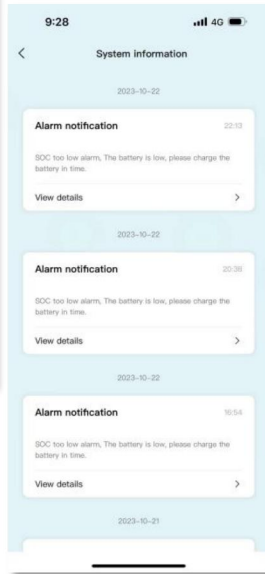 9:28
4G
System information
2023-10-22
Alarm notification
22:13
SOC too low alarm, The battery is low, please charge the
battery in time.
View details
2023-10-22
Alarm notification
20:36
SOC too low alarm, The battery is low, please charge the
battery in time.
View details
2023-10-22
Alarm notification
16:54
SOC too low alarm, The battery is low, please charge the
battery in time.
View details
2023-10-21